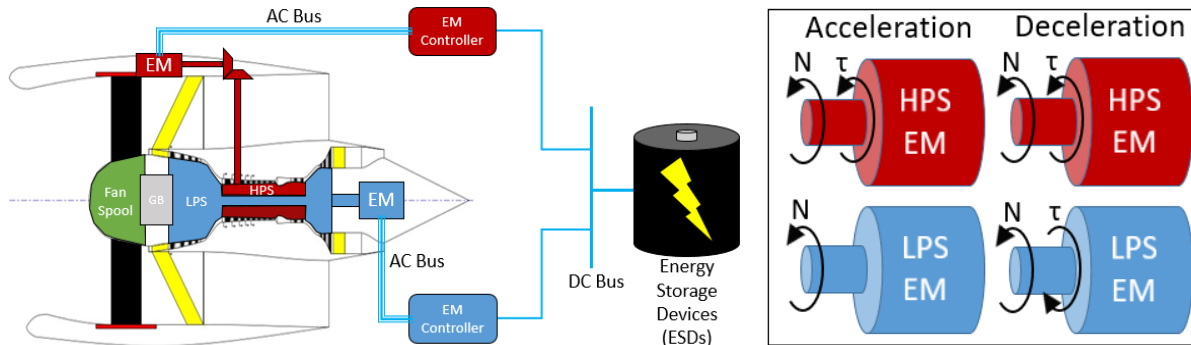 AC Bus
EM
Controller
EM
Fan
Spool
GB
LPS
HPS
EM
AC Bus
EM
Controller
DC Bus
Energy
Storage
Devices
(ESDs)
Acceleration
Deceleration
N
τ
HPS
EM
N
τ
HPS
EM
N
LPS
EM
N
τ
LPS
EM